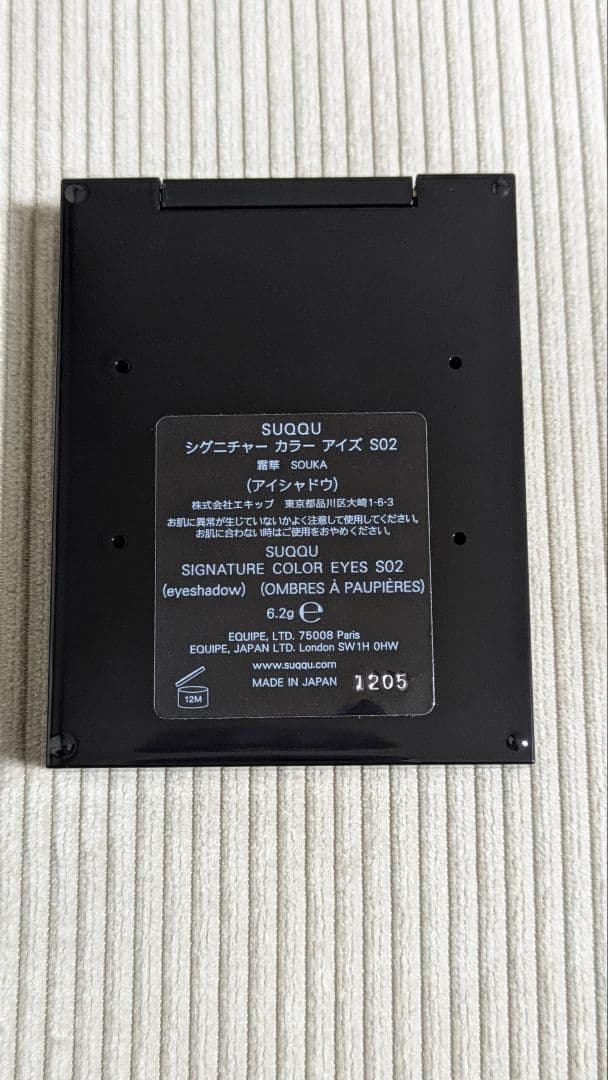 SUQQU
シグニチャー カラー アイズ S02
霜華 SOUKA
(アイシャドウ)
株式会社エキップ 東京都品川区大崎1-6-3
お肌に異常が生じていないかよく注意して使用してください。
お肌に合わない時はご使用をおやめください。
SUQQU
SIGNATURE COLOR EYES S02
(eyeshadow) (OMBRES À PAUPIÈRES)
6.2g ℮
EQUIPE, LTD. 75008 Paris
EQUIPE, JAPAN LTD. London SW1H 0HW
www.suqqu.com
MADE IN JAPAN 1205
12M